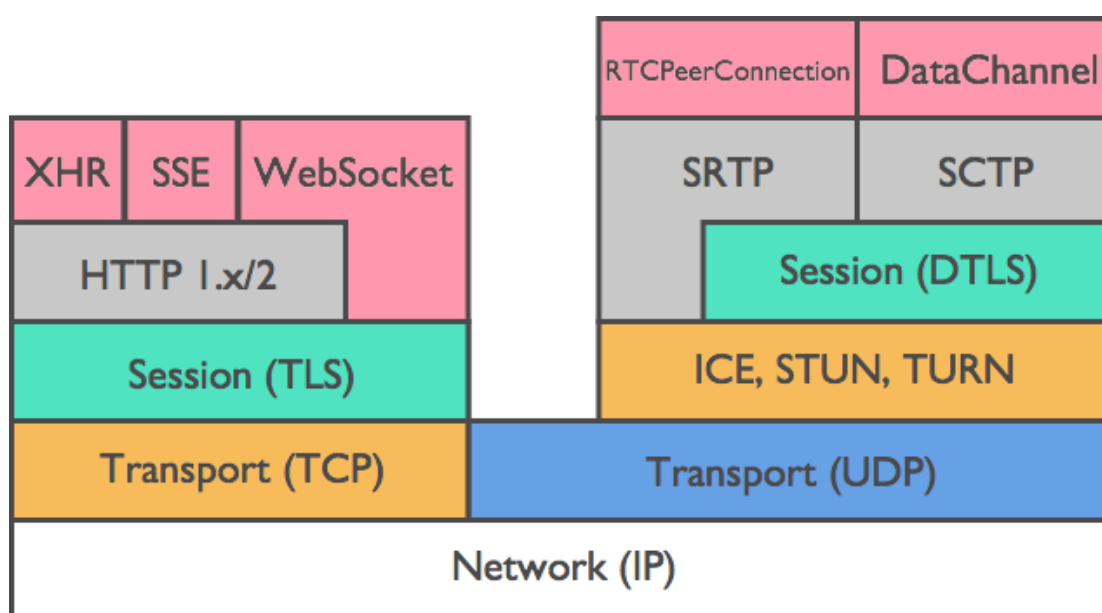 RTCPeerConnection DataChannel
XHR SSE WebSocket SRTP SCTP
HTTP 1.x/2 Session (DTLS)
Session (TLS) ICE, STUN, TURN
Transport (TCP) Transport (UDP)
Network (IP)